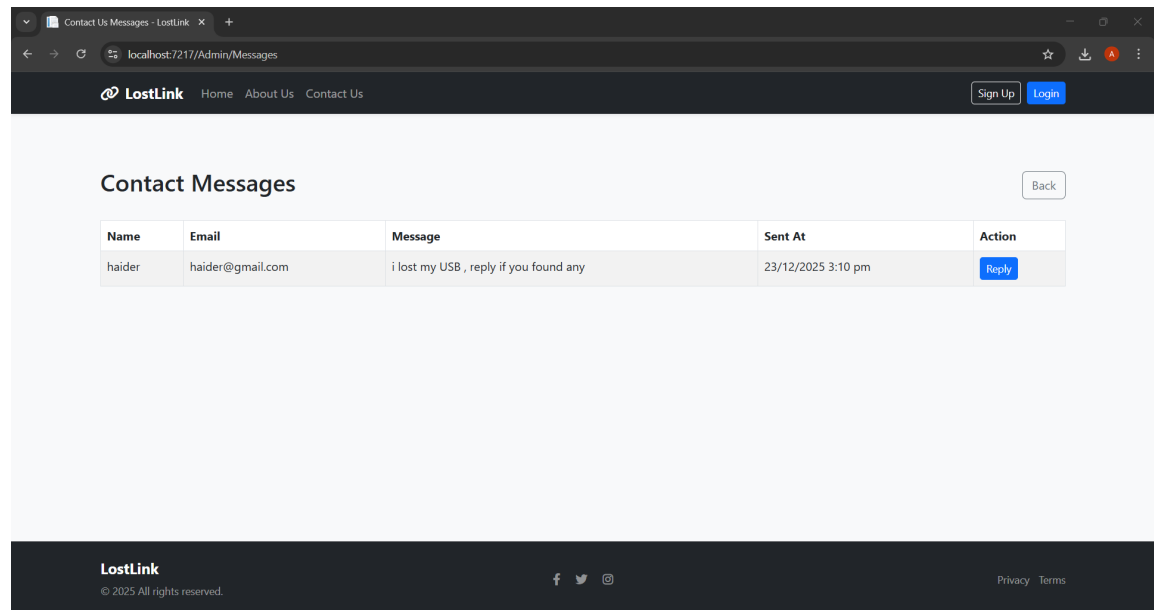 Contact Us Messages - LostLink
localhost:7217/Admin/Messages
A
LostLink Home About Us Contact Us Sign Up Login
Contact Messages Back
Name Email Message Sent At Action
haider haider@gmail.com i lost my USB , reply if you found any 23/12/2025 3:10 pm Reply
LostLink
© 2025 All rights reserved.
Privacy Terms